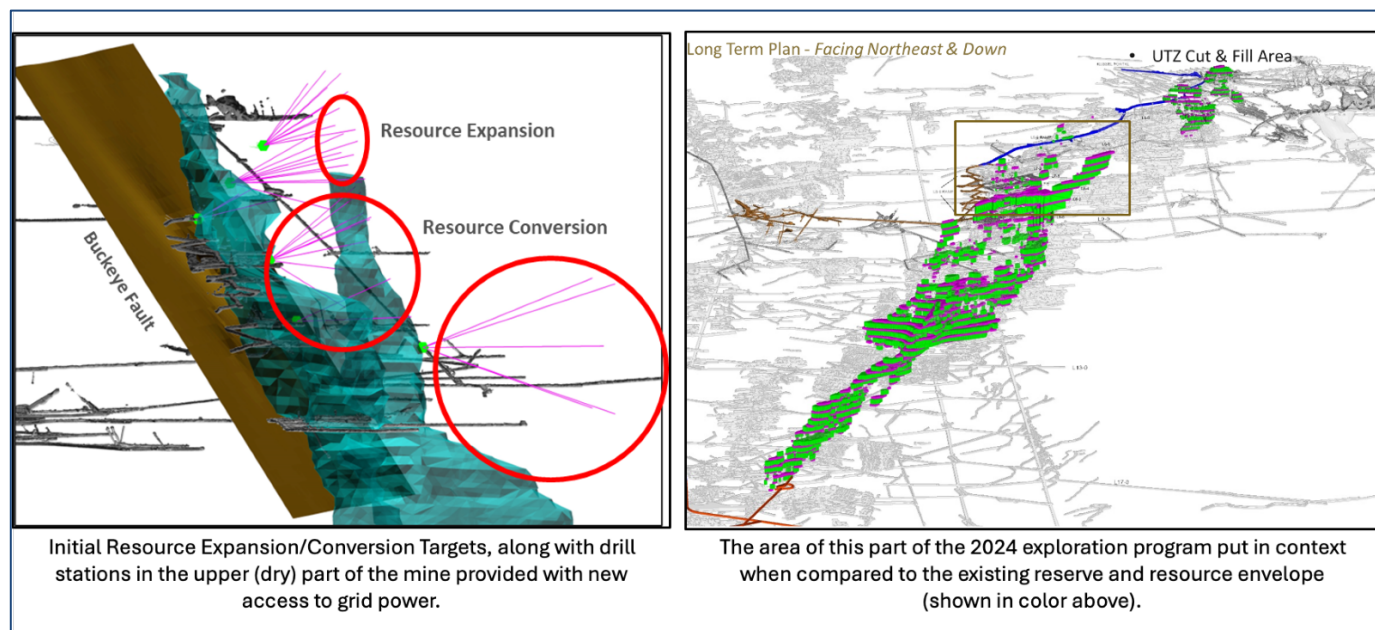 Resource Expansion
Resource Conversion
Buckeye Fault
Initial Resource Expansion/Conversion Targets, along with drill
stations in the upper (dry) part of the mine provided with new
access to grid power.
Long Term Plan - Facing Northeast & Down
• UTZ Cut & Fill Area
The area of this part of the 2024 exploration program put in context
when compared to the existing reserve and resource envelope
(shown in color above).